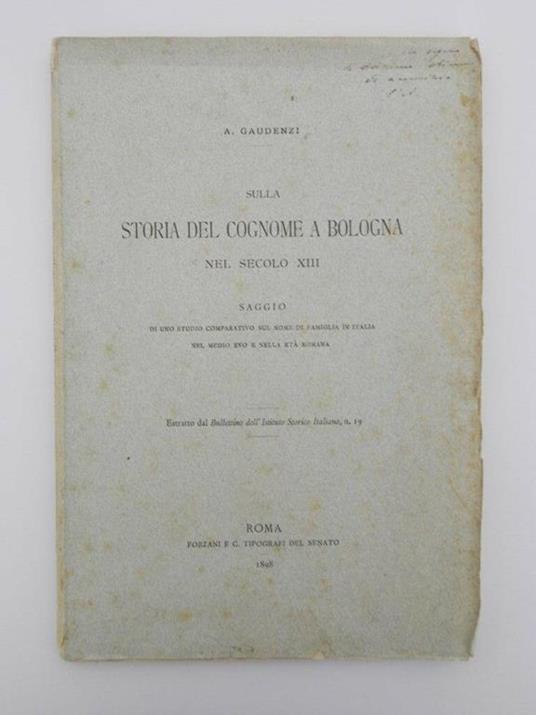 di amicizia
l'A.
A. GAUDENZI
SULLA
STORIA DEL COGNOME A BOLOGNA
NEL SECOLO XIII
SAGGIO
DI UNO STUDIO COMPARATIVO SUL NOME DI FAMIGLIA IN ITALIA
NEL MEDIO EVO E NELLA ETÀ ROMANA
Estratto dal Bullettino dell'Istituto Storico Italiano, n. 19
ROMA
FORZANI E C. TIPOGRAFI DEL SENATO
1898